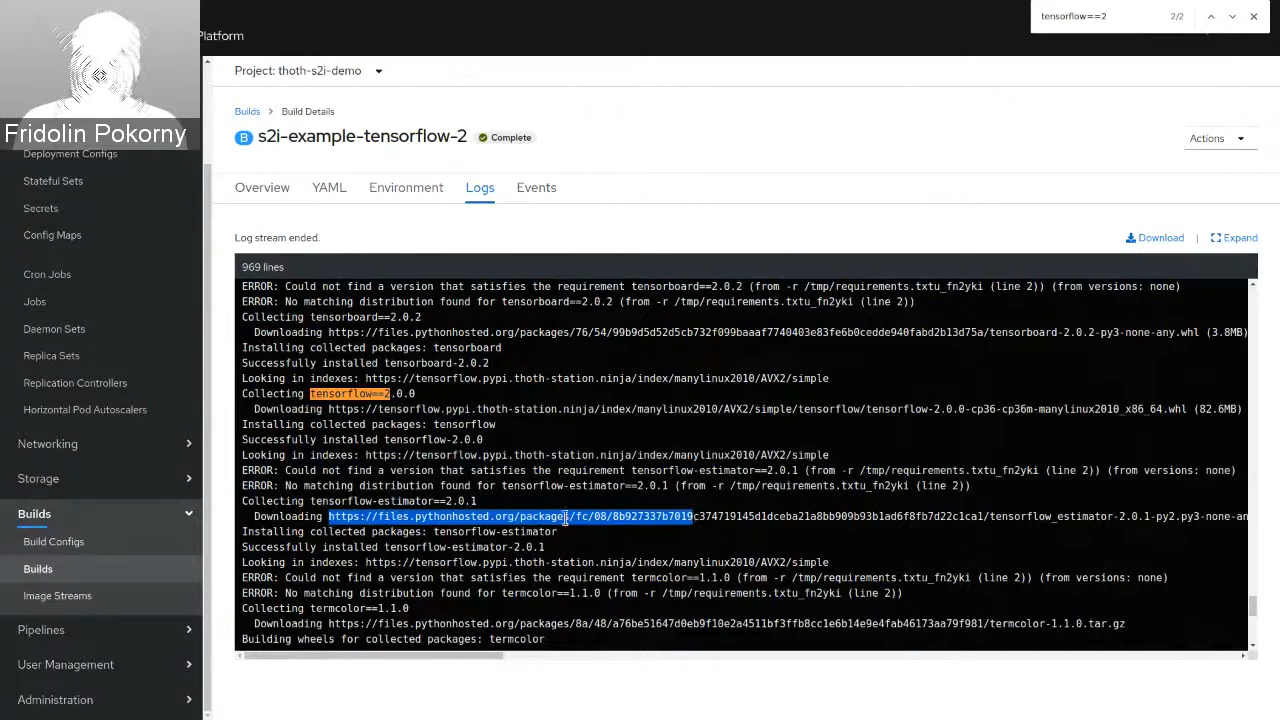 tensorflow==2
2/2
Platform
Fridolin Pokorny
Deployment Configs
Stateful Sets
Secrets
Config Maps
Cron Jobs
Jobs
Daemon Sets
Replica Sets
Replication Controllers
Horizontal Pod Autoscalers
Networking
Storage
Builds
Build Configs
Builds
Image Streams
Pipelines
User Management
Administration
Project: thoth-s2i-demo
Builds > Build Details
B s2i-example-tensorflow-2 Complete
Actions
Overview YAML Environment Logs Events
Log stream ended.
Download | Expand
969 lines
ERROR: Could not find a version that satisfies the requirement tensorboard==2.0.2 (from -r /tmp/requirements.txtu_fn2yki (line 2)) (from versions: none)
ERROR: No matching distribution found for tensorboard==2.0.2 (from -r /tmp/requirements.txtu_fn2yki (line 2))
Collecting tensorboard==2.0.2
Downloading https://files.pythonhosted.org/packages/76/54/99b9d5d52d5cb732f099baaaf7740403e83fe6b0cedde940fabd2b13d75a/tensorboard-2.0.2-py3-none-any.whl (3.8MB)
Installing collected packages: tensorboard
Successfully installed tensorboard-2.0.2
Looking in indexes: https://tensorflow.pypi.thoth-station.ninja/index/manylinux2010/AVX2/simple
Collecting tensorflow==2.0.0
Downloading https://tensorflow.pypi.thoth-station.ninja/index/manylinux2010/AVX2/simple/tensorflow/tensorflow-2.0.0-cp36-cp36m-manylinux2010_x86_64.whl (82.6MB)
Installing collected packages: tensorflow
Successfully installed tensorflow-2.0.0
Looking in indexes: https://tensorflow.pypi.thoth-station.ninja/index/manylinux2010/AVX2/simple
ERROR: Could not find a version that satisfies the requirement tensorflow-estimator==2.0.1 (from -r /tmp/requirements.txtu_fn2yki (line 2)) (from versions: none)
ERROR: No matching distribution found for tensorflow-estimator==2.0.1 (from -r /tmp/requirements.txtu_fn2yki (line 2))
Collecting tensorflow-estimator==2.0.1
Downloading https://files.pythonhosted.org/packages/fc/08/8b927337b7019c374719145d1dceba21a8bb909b93b1ad6f8fb7d22c1ca1/tensorflow_estimator-2.0.1-py2.py3-none-an
Installing collected packages: tensorflow-estimator
Successfully installed tensorflow-estimator-2.0.1
Looking in indexes: https://tensorflow.pypi.thoth-station.ninja/index/manylinux2010/AVX2/simple
ERROR: Could not find a version that satisfies the requirement termcolor==1.1.0 (from -r /tmp/requirements.txtu_fn2yki (line 2)) (from versions: none)
ERROR: No matching distribution found for termcolor==1.1.0 (from -r /tmp/requirements.txtu_fn2yki (line 2))
Collecting termcolor==1.1.0
Downloading https://files.pythonhosted.org/packages/8a/48/a76be51647d0eb9f10e2a4511bf3ffb8cc1e6b14e9e4fab46173aa79f981/termcolor-1.1.0.tar.gz
Building wheels for collected packages: termcolor